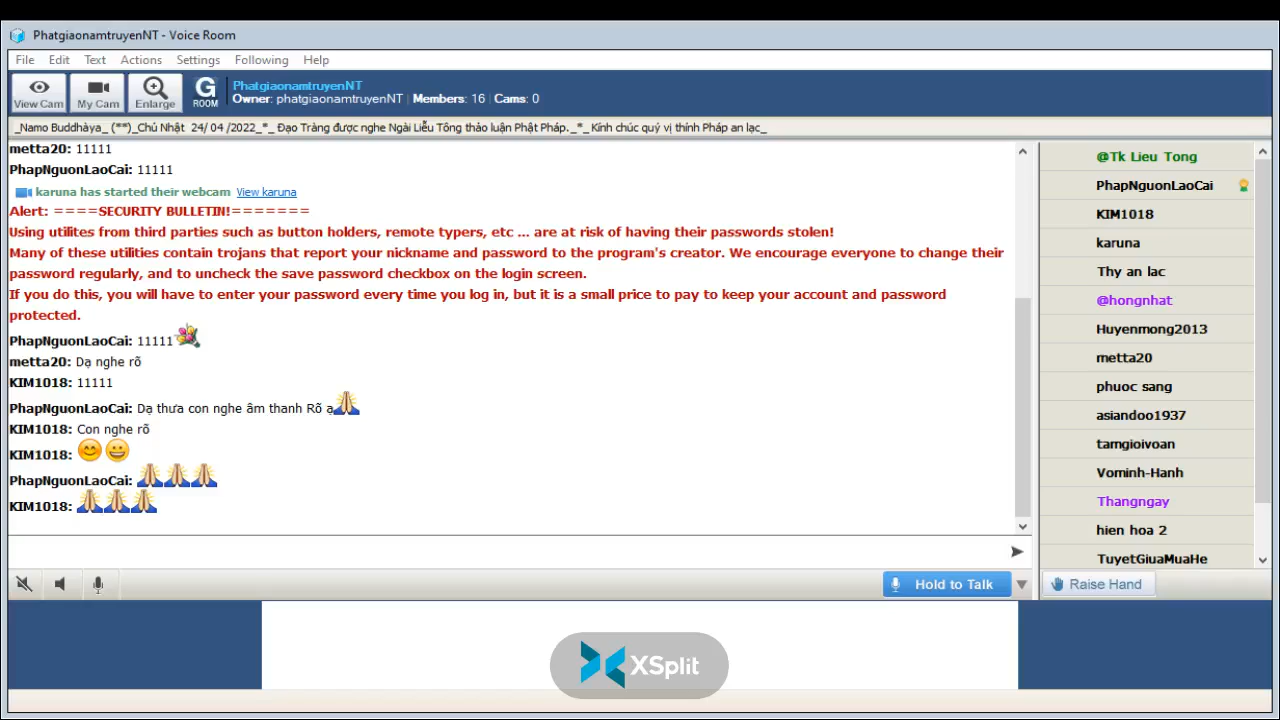 PhatgiaonamtruyenNT - Voice Room
File Edit Text Actions Settings Following Help
View Cam
My Cam
Enlarge
G ROOM
PhatgiaonamtruyenNT
Owner: phatgiaonamtruyenNT | Members: 16 | Cams: 0
_Namo Buddhàya_ (**)_Chủ Nhật 24/ 04 /2022_*_ Đạo Tràng được nghe Ngài Liễu Tông thảo luận Phật Pháp._*_ Kính chúc quý vị thính Pháp an lạc_
metta20: 11111
PhapNguonLaoCai: 11111
karuna has started their webcam View karuna
Alert: ====SECURITY BULLETIN!=======
Using utilites from third parties such as button holders, remote typers, etc ... are at risk of having their passwords stolen!
Many of these utilities contain trojans that report your nickname and password to the program's creator. We encourage everyone to change their
password regularly, and to uncheck the save password checkbox on the login screen.
If you do this, you will have to enter your password every time you log in, but it is a small price to pay to keep your account and password
protected.
PhapNguonLaoCai: 11111
metta20: Dạ nghe rõ
KIM1018: 11111
PhapNguonLaoCai: Dạ thưa con nghe âm thanh Rõ ạ
KIM1018: Con nghe rõ
KIM1018:
PhapNguonLaoCai:
KIM1018:
@Tk Lieu Tong
PhapNguonLaoCai
KIM1018
karuna
Thy an lac
@hongnhat
Huyenmong2013
metta20
phuoc sang
asiandoo1937
tamgioivoan
Vominh-Hanh
Thangngay
hien hoa 2
TuyetGiuaMuaHe
Hold to Talk
Raise Hand
XSplit